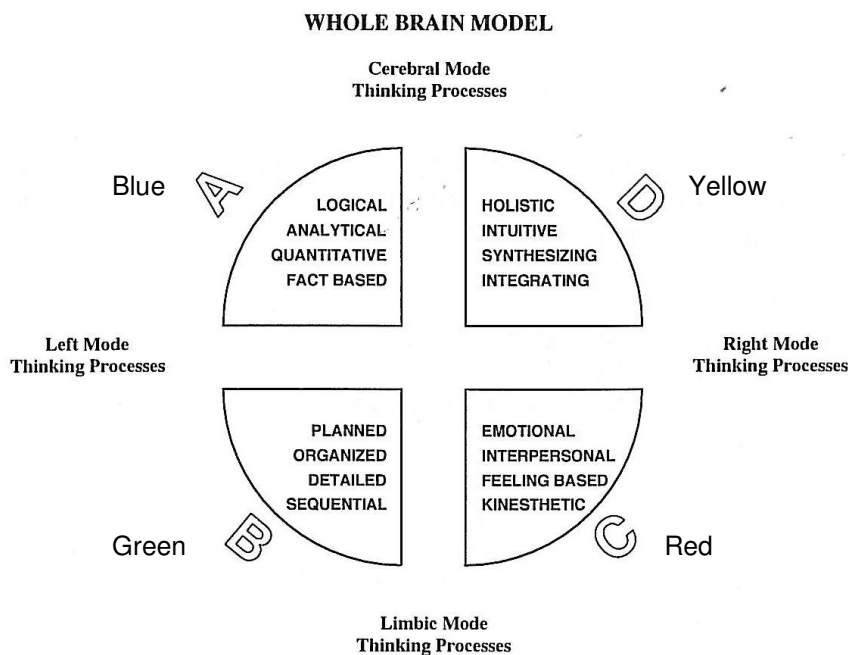 WHOLE BRAIN MODEL
Cerebral Mode
Thinking Processes
Blue
A
LOGICAL
ANALYTICAL
QUANTITATIVE
FACT BASED
D
Yellow
HOLISTIC
INTUITIVE
SYNTHESIZING
INTEGRATING
Left Mode
Thinking Processes
Right Mode
Thinking Processes
PLANNED
ORGANIZED
DETAILED
SEQUENTIAL
Green
B
EMOTIONAL
INTERPERSONAL
FEELING BASED
KINESTHETIC
C
Red
Limbic Mode
Thinking Processes